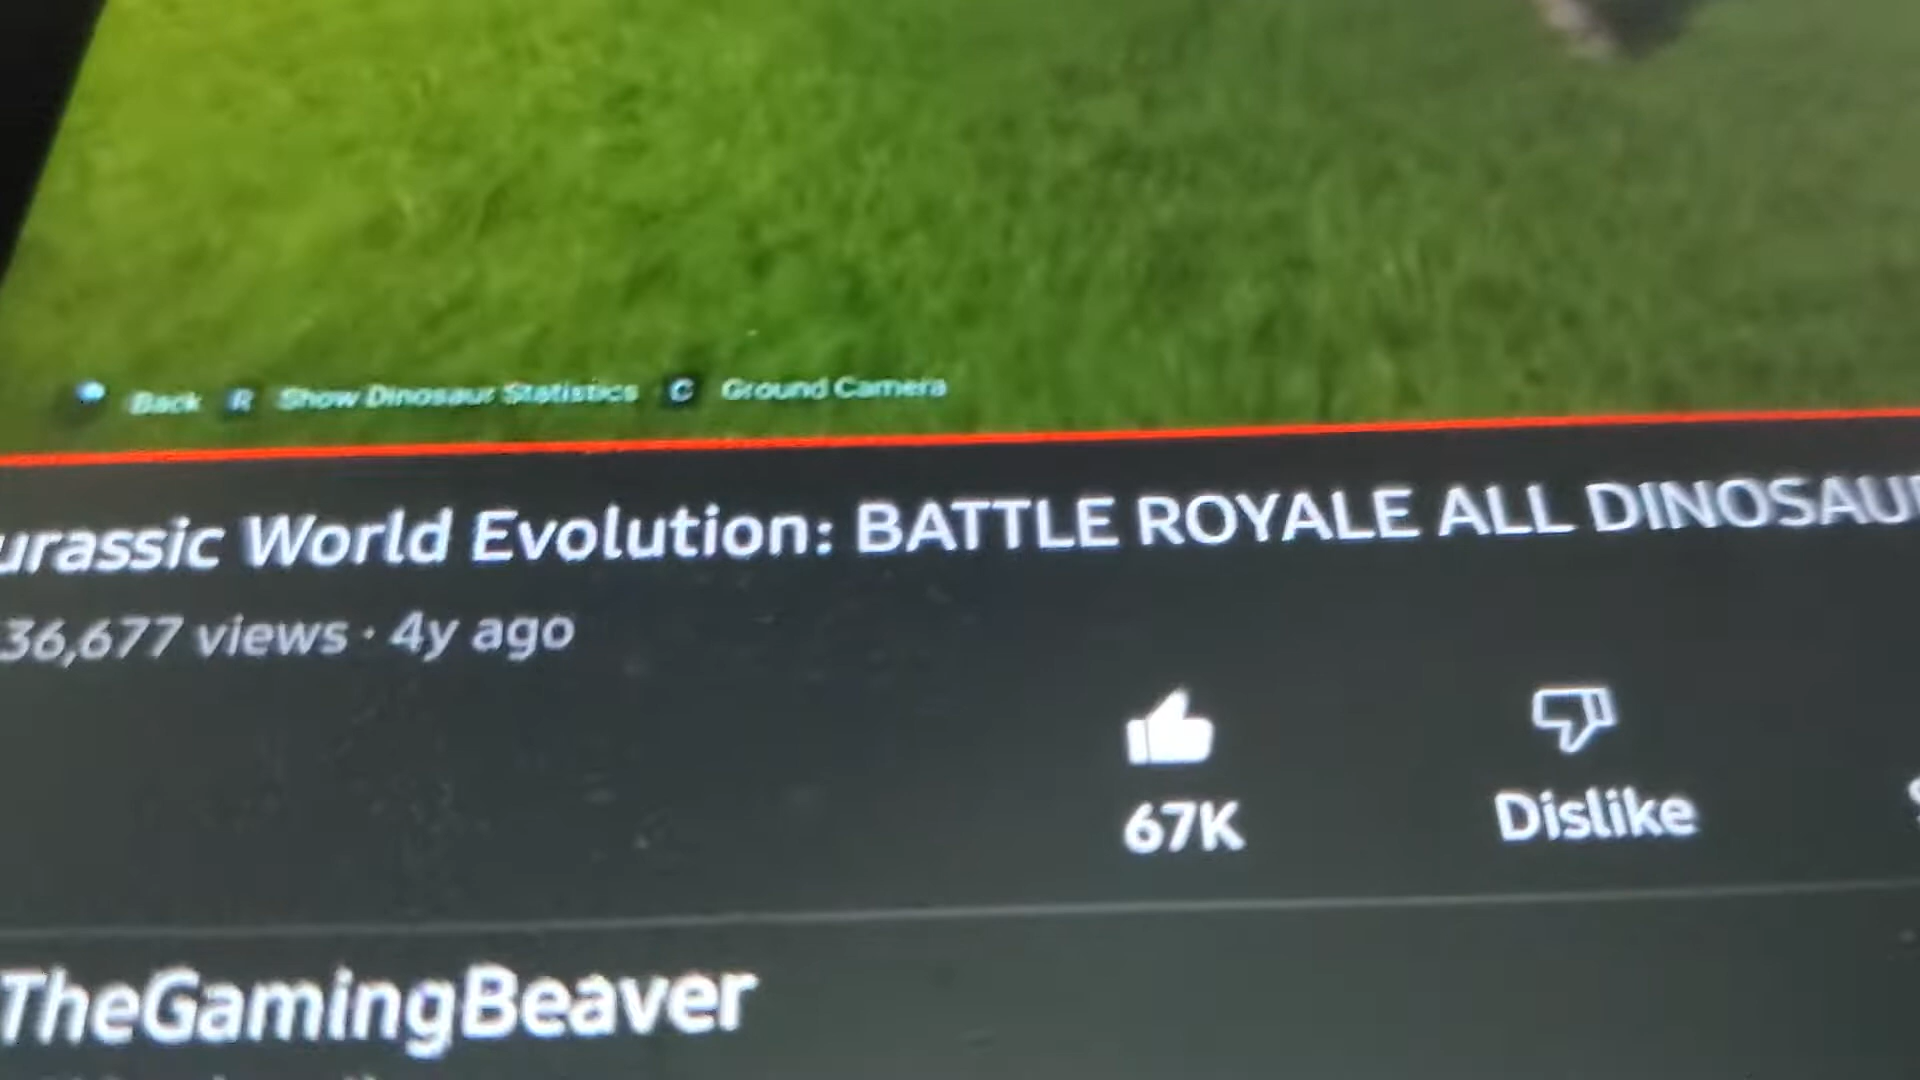 Back R Show Dinosaur Statistics C Ground Camera
urassic World Evolution: BATTLE ROYALE ALL DINOSAU
36,677 views · 4y ago
67K
Dislike
TheGamingBeaver